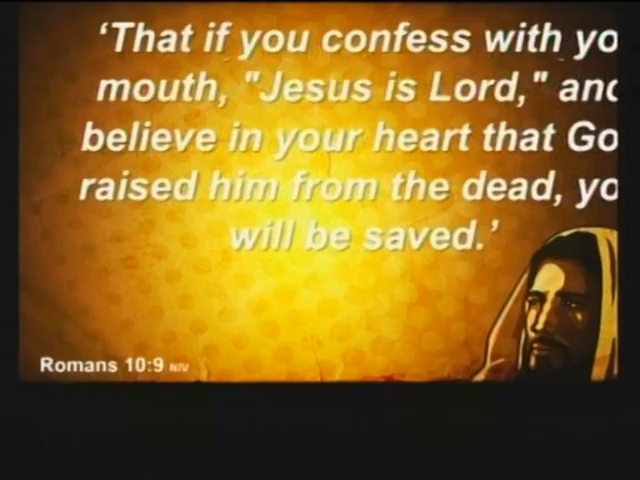 ‘That if you confess with yo
mouth, "Jesus is Lord," and
believe in your heart that Go
raised him from the dead, yo
will be saved.’
Romans 10:9 NIV